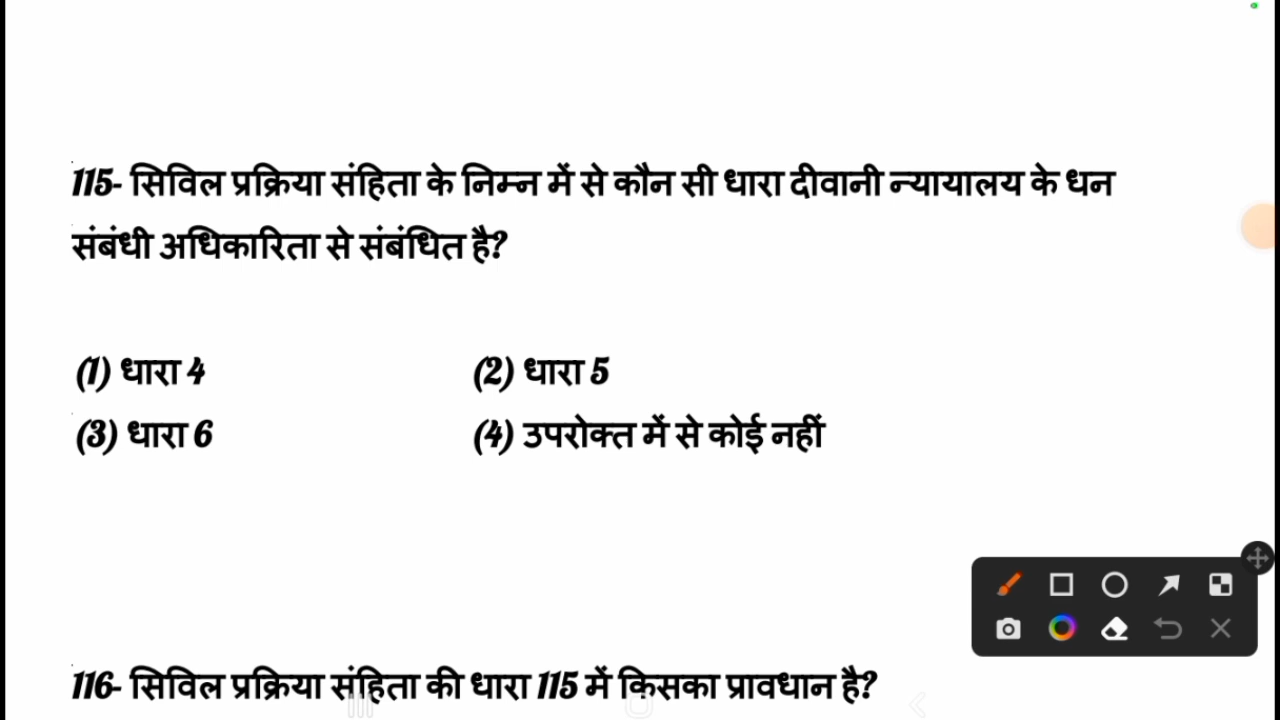 115- सिविल प्रक्रिया संहिता के निम्न में से कौन सी धारा दीवानी न्यायालय के धन
संबंधी अधिकारिता से संबंधित है?
(1) धारा 4 (2) धारा 5
(3) धारा 6 (4) उपरोक्त में से कोई नहीं
116- सिविल प्रक्रिया संहिता की धारा 115 में किसका प्रावधान है?